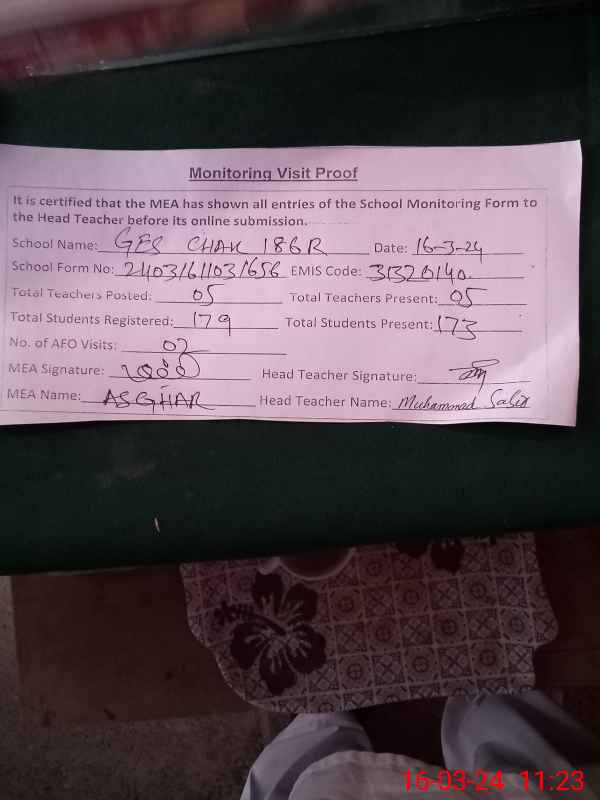 Monitoring Visit Proof
It is certified that the MEA has shown all entries of the School Monitoring Form to
the Head Teacher before its online submission.
School Name: GES CHAK 186R Date: 16-3-24
School Form No: 2403/61103/656 EMIS Code: 31320140
Total Teachers Posted: 05 Total Teachers Present: 05
Total Students Registered: 179 Total Students Present: 173
No. of AFO Visits: 02
MEA Signature: Head Teacher Signature:
MEA Name: ASGHAR Head Teacher Name: Muhammad Sabir
16-03-24 11:23